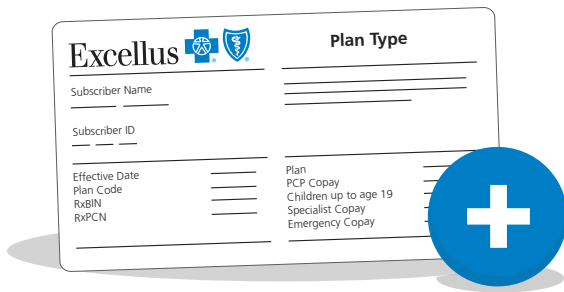 Excellus
Plan Type
Subscriber Name
Subscriber ID
Effective Date
Plan Code
RxBIN
RxPCN
Plan
PCP Copay
Children up to age 19
Specialist Copay
Emergency Copay